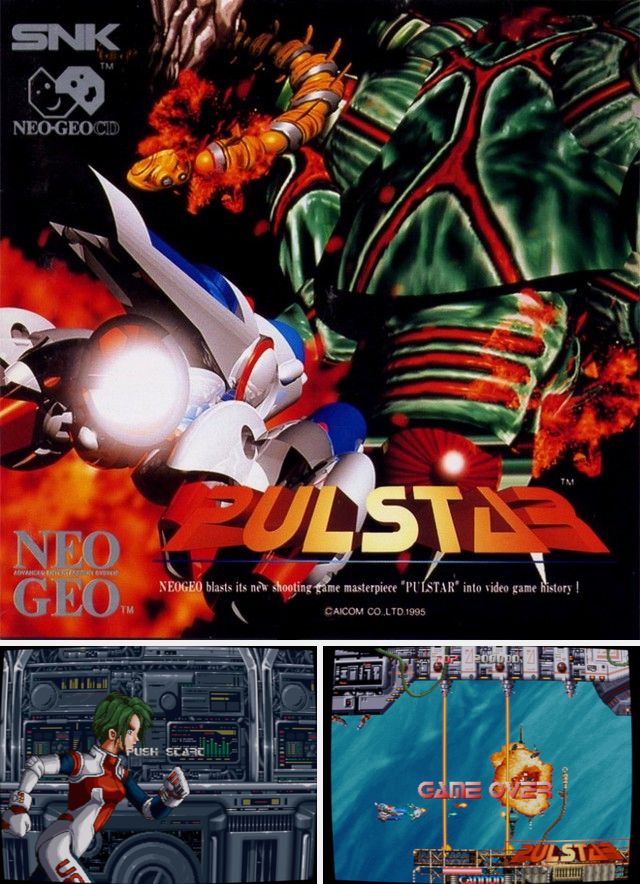 SNK
TM
NEO·GEO CD
TM
PULSTAR
NEO
GEO
TM
NEOGEO blasts its new shooting game masterpiece "PULSTAR" into video game history !
©AICOM CO.,LTD.1995
PUSH START
GAME OVER
PULSTAR
CANNON